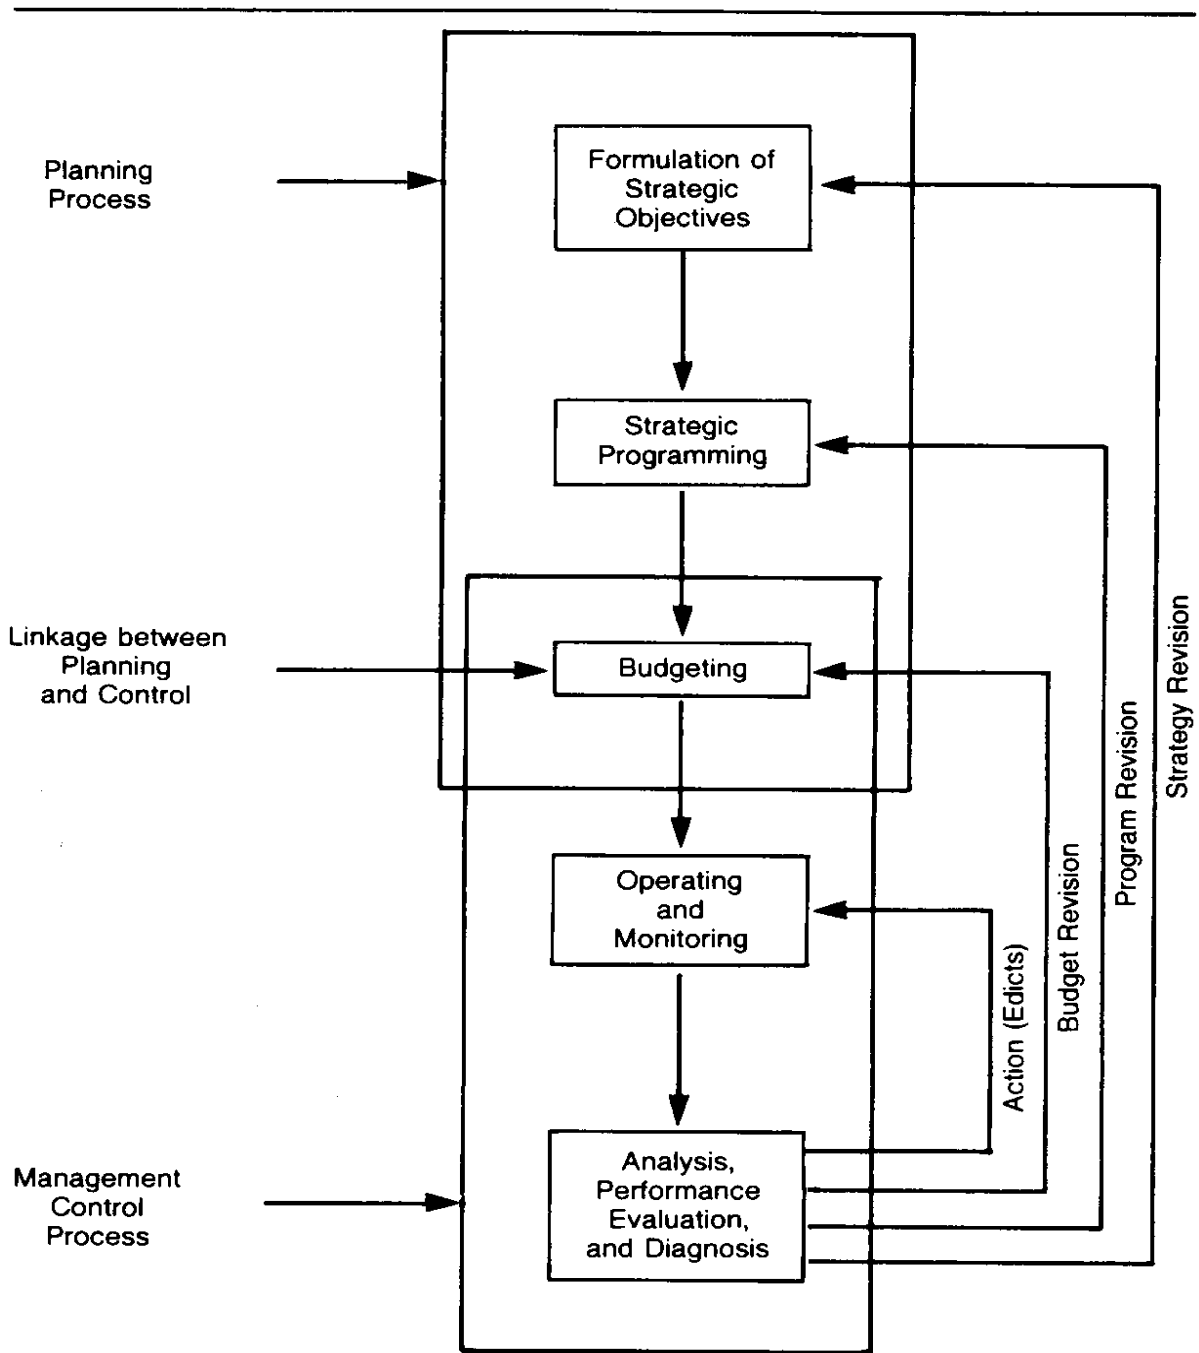 Planning
Process
Formulation of
Strategic
Objectives
Strategic
Programming
Linkage between
Planning
and Control
Budgeting
Operating
and
Monitoring
Management
Control
Process
Analysis,
Performance
Evaluation,
and Diagnosis
Action (Edicts)
Budget Revision
Program Revision
Strategy Revision